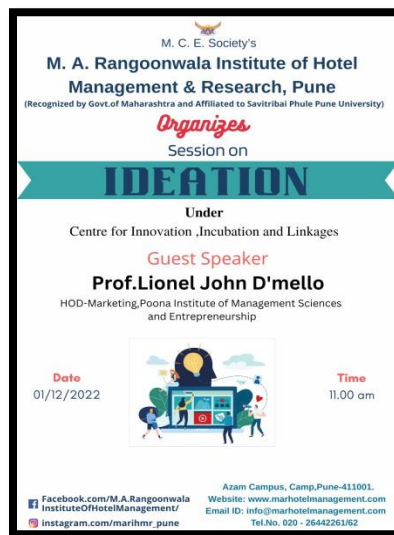 M. C. E. Society's
M. A. Rangoonwala Institute of Hotel
Management & Research, Pune
(Recognized by Govt.of Maharashtra and Affiliated to Savitribai Phule Pune University)
Organizes
Session on
IDEATION
Under
Centre for Innovation ,Incubation and Linkages
Guest Speaker
Prof.Lionel John D'mello
HOD-Marketing,Poona Institute of Management Sciences
and Entrepreneurship
Date
01/12/2022
Time
11.00 am
Facebook.com/M.A.Rangoonwala
InstituteOfHotelManagement/
instagram.com/marihmr_pune
Azam Campus, Camp,Pune-411001.
Website: www.marhotelmanagement.com
Email ID: info@marhotelmanagement.com
Tel.No. 020 - 26442261/62